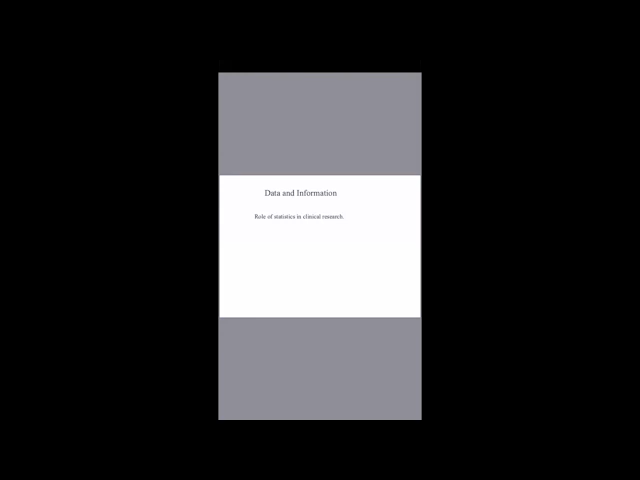 Data and Information
Role of statistics in clinical research.